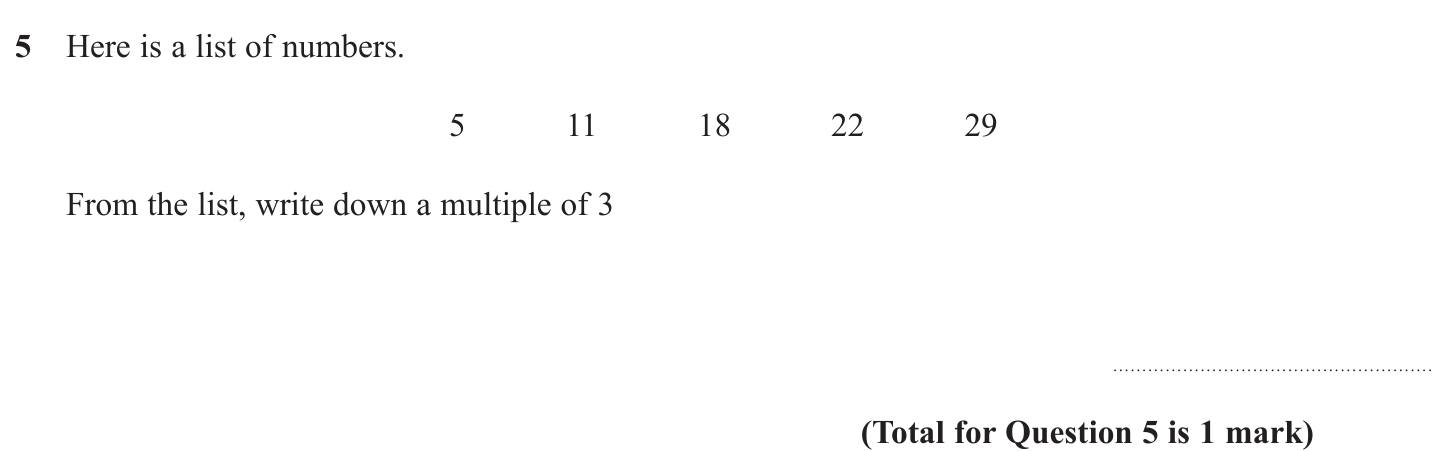 5 Here is a list of numbers.
5 11 18 22 29
From the list, write down a multiple of 3
(Total for Question 5 is 1 mark)